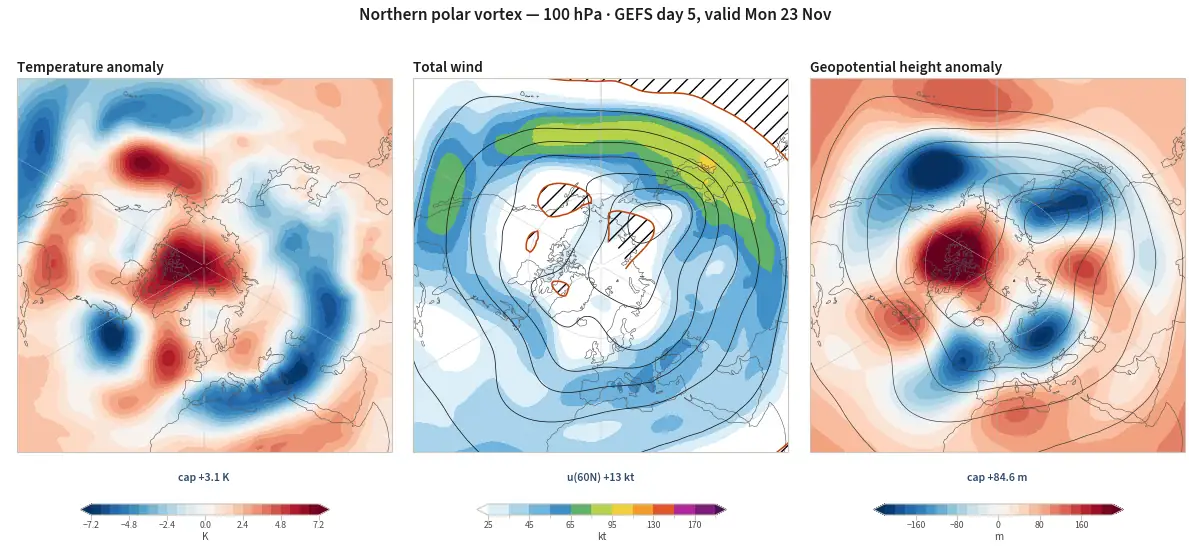 Northern polar vortex — 100 hPa · GEFS day 5, valid Mon 23 Nov
Temperature anomaly
Total wind
Geopotential height anomaly
cap +3.1 K
u(60N) +13 kt
cap +84.6 m
−7.2 −4.8 −2.4 0.0 2.4 4.8 7.2
K
25 45 65 95 130 170
kt
−160 −80 0 80 160
m